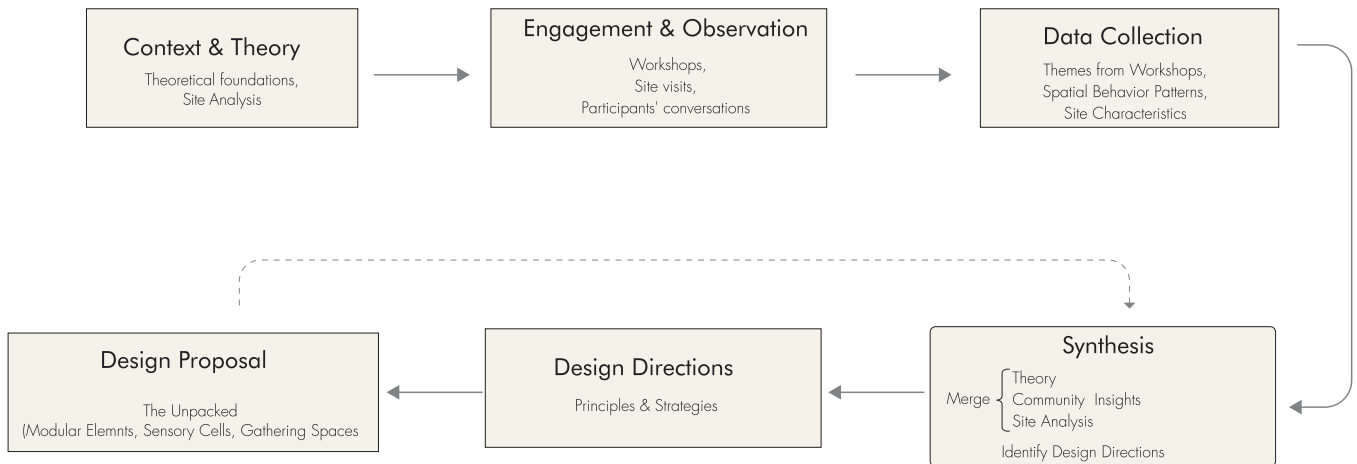 Context & Theory
Theoretical foundations,
Site Analysis
Engagement & Observation
Workshops,
Site visits,
Participants' conversations
Data Collection
Themes from Workshops,
Spatial Behavior Patterns,
Site Characteristics
Design Proposal
The Unpacked
(Modular Elemnts, Sensory Cells, Gathering Spaces
Design Directions
Principles & Strategies
Synthesis
Merge
Theory
Community Insights
Site Analysis
Identify Design Directions